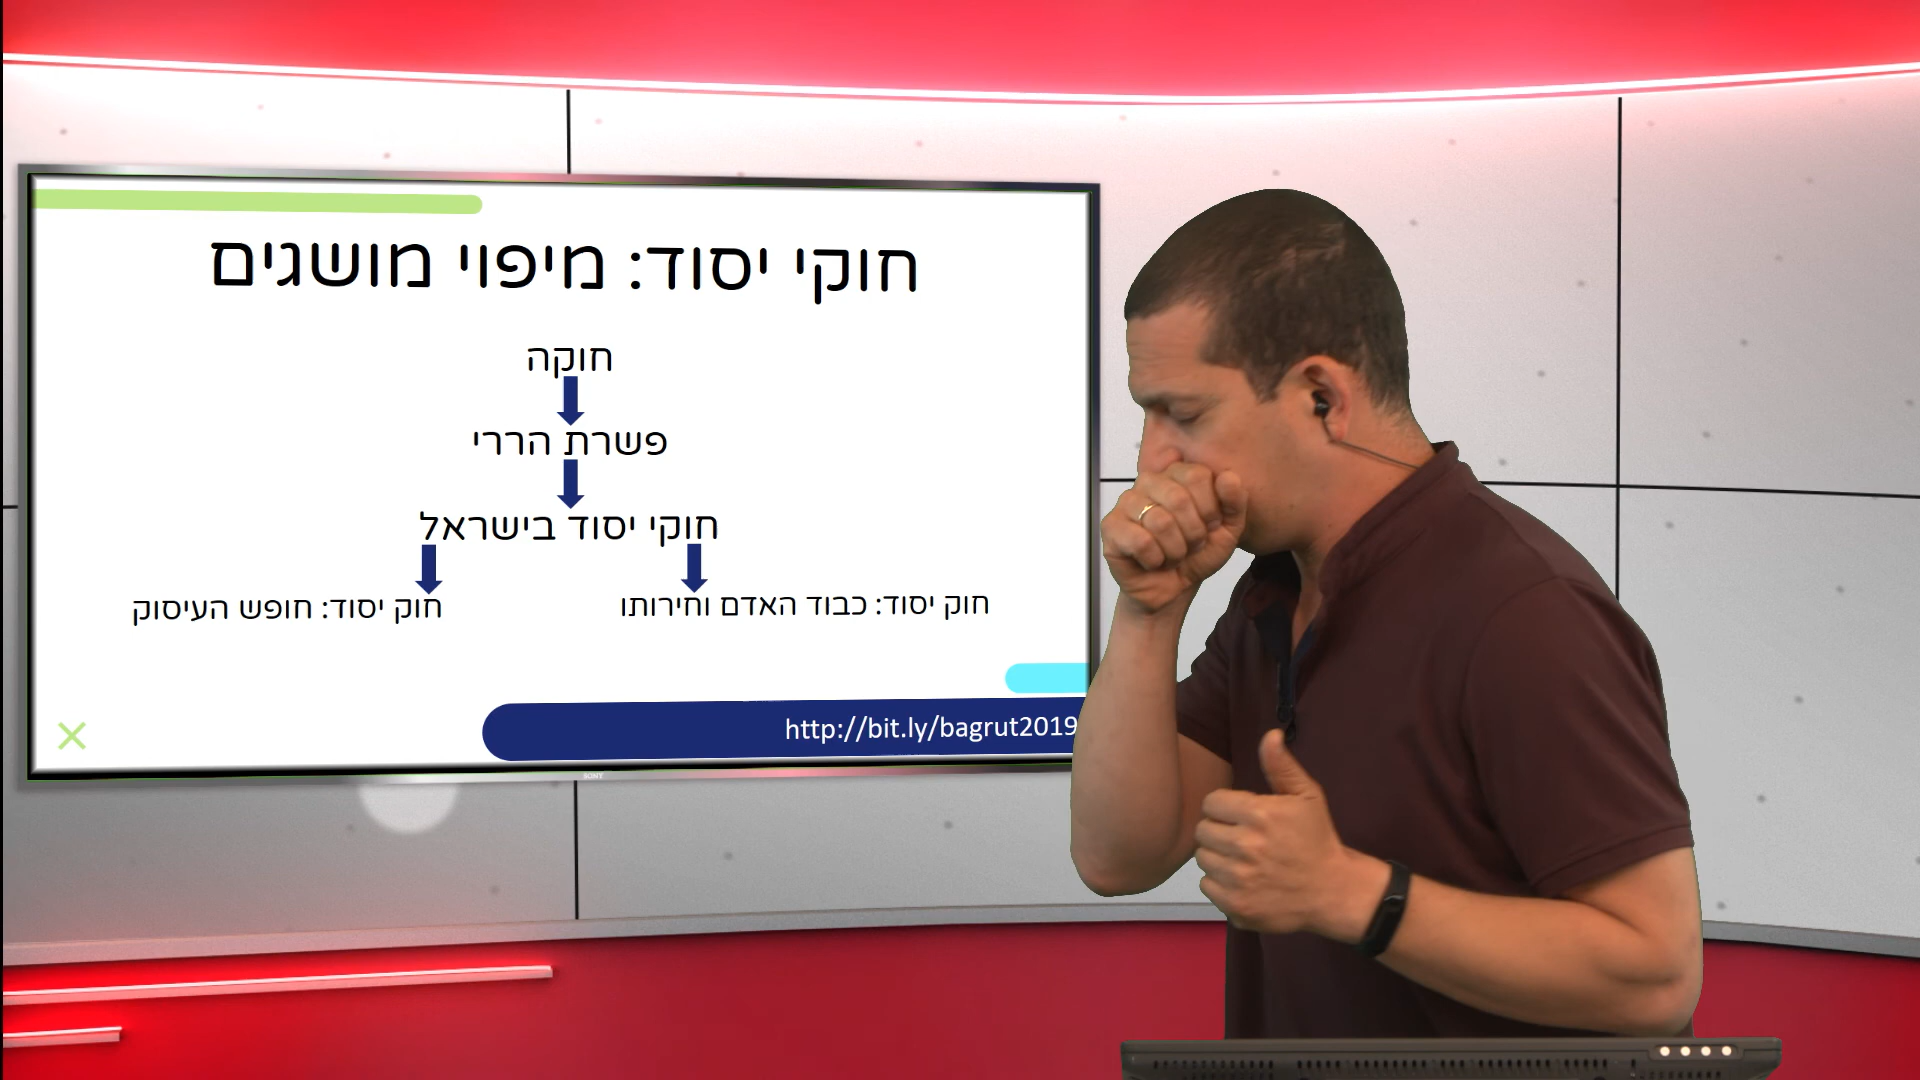 חוקי יסוד: מיפוי מושגים
חוקה
פשרת הררי
חוקי יסוד בישראל
חוק יסוד: כבוד האדם וחירותו
חוק יסוד: חופש העיסוק
http://bit.ly/bagrut2019
SONY